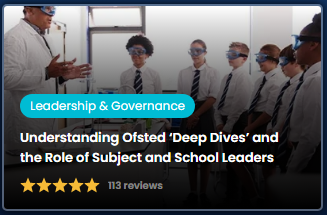 Leadership & Governance
Understanding Ofsted ‘Deep Dives’ and
the Role of Subject and School Leaders
113 reviews